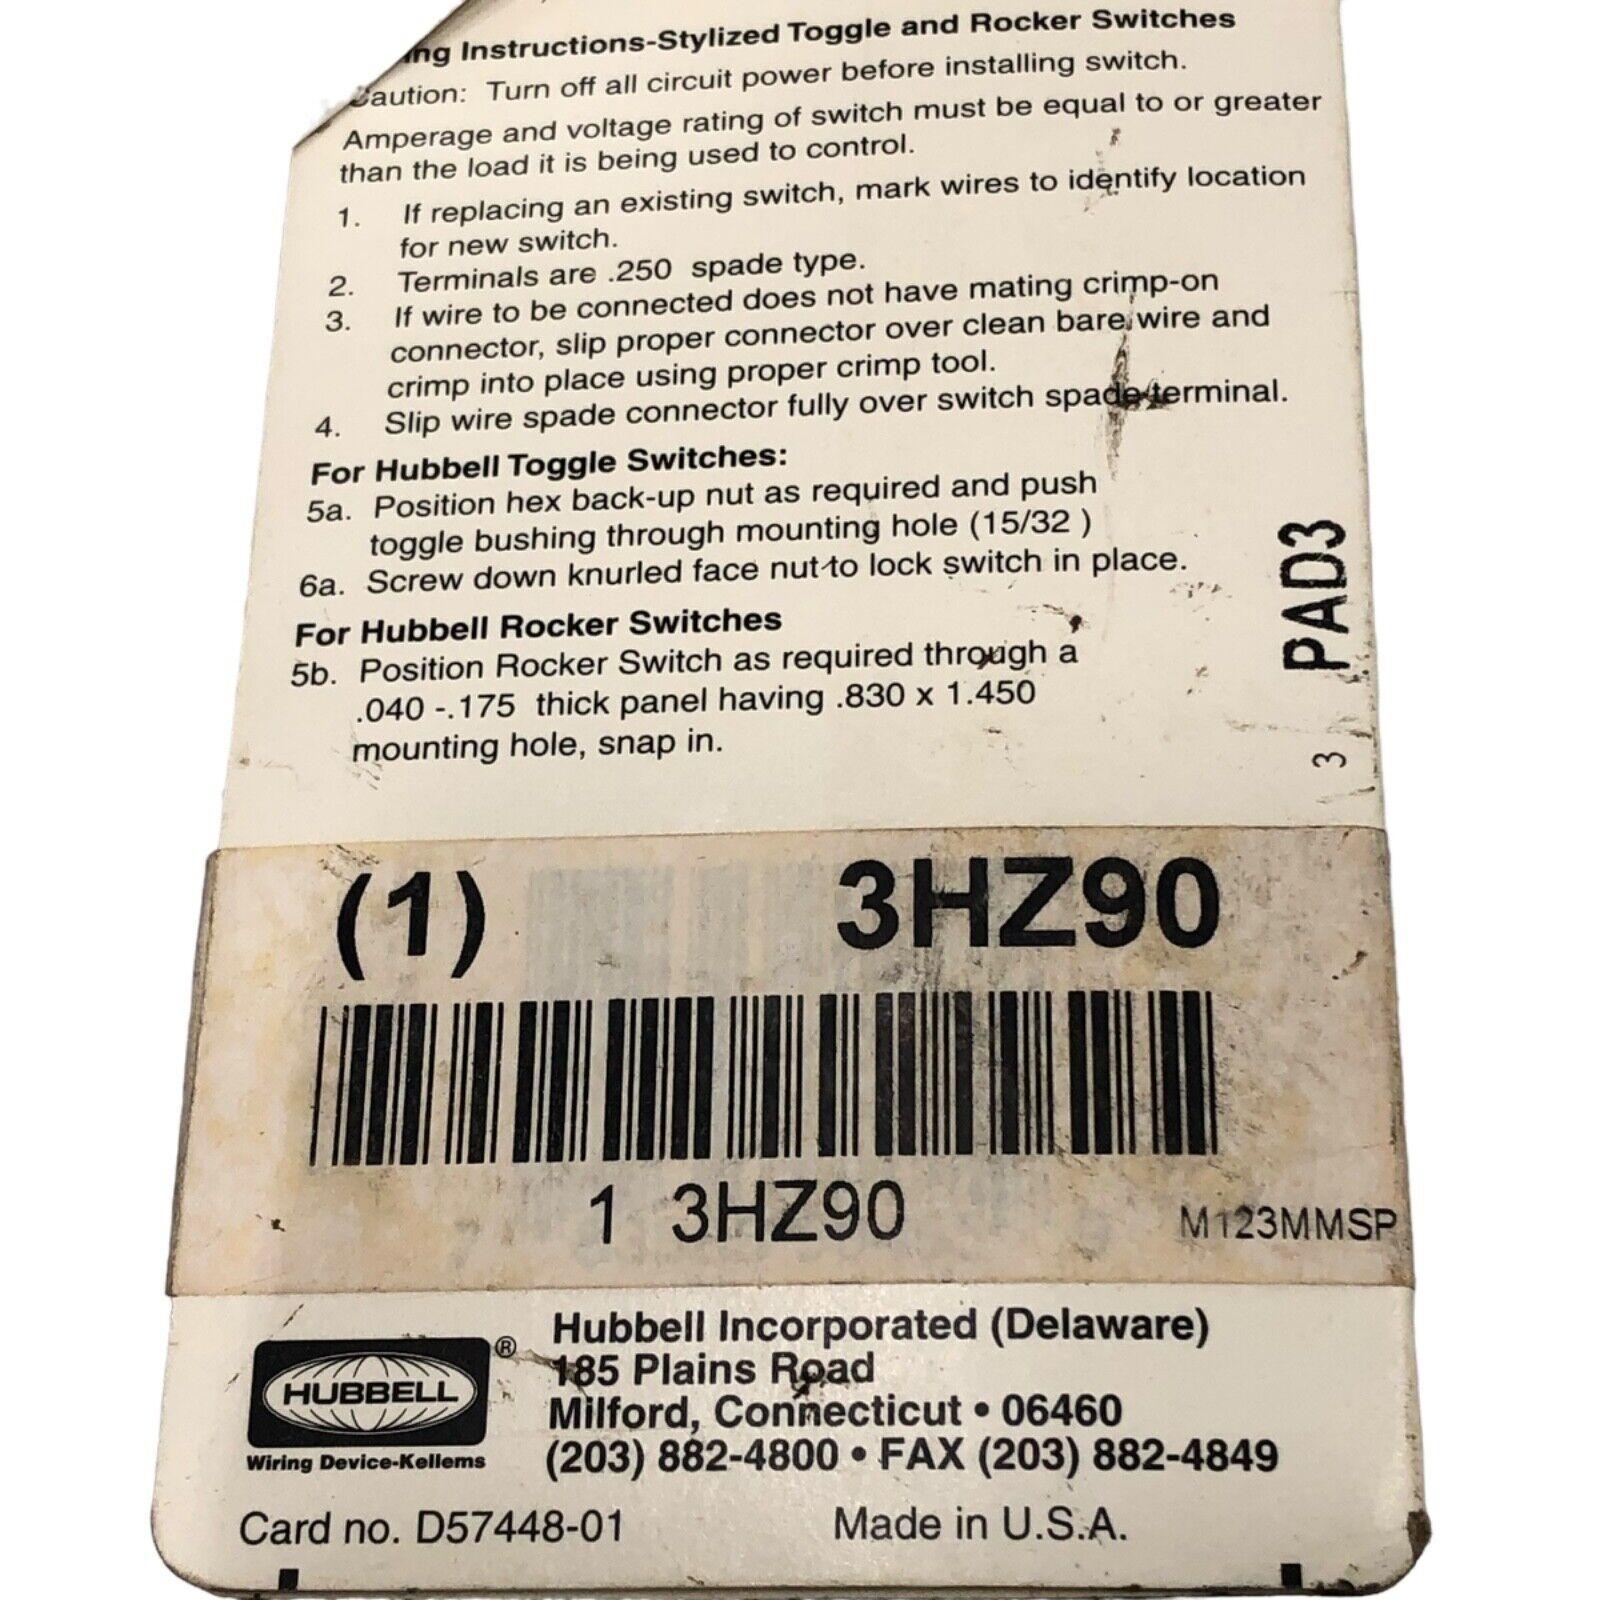 Instructions-Stylized Toggle and Rocker Switches
Caution: Turn off all circuit power before installing switch.
Amperage and voltage rating of switch must be equal to or greater
than the load it is being used to control.
1. If replacing an existing switch, mark wires to identify location
for new switch.
2. Terminals are .250 spade type.
3. If wire to be connected does not have mating crimp-on
connector, slip proper connector over clean bare wire and
crimp into place using proper crimp tool.
4. Slip wire spade connector fully over switch spade terminal.
For Hubbell Toggle Switches:
5a. Position hex back-up nut as required and push
toggle bushing through mounting hole (15/32 )
6a. Screw down knurled face nut to lock switch in place.
For Hubbell Rocker Switches
5b. Position Rocker Switch as required through a
.040 -.175 thick panel having .830 x 1.450
mounting hole, snap in.
3 PAD3
(1) 3HZ90
1 3HZ90
M123MMSP
HUBBELL®
Wiring Device-Kellems
Hubbell Incorporated (Delaware)
185 Plains Road
Milford, Connecticut • 06460
(203) 882-4800 • FAX (203) 882-4849
Card no. D57448-01 Made in U.S.A.